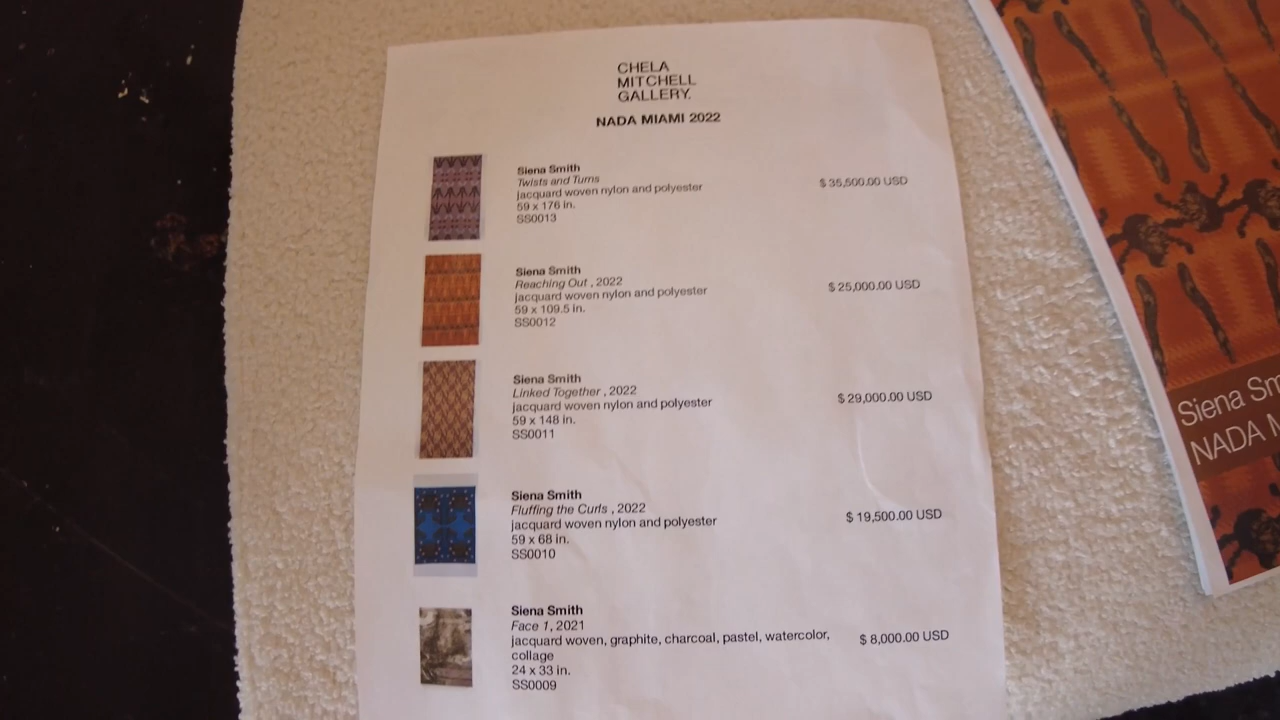 CHELA
MITCHELL
GALLERY.
NADA MIAMI 2022
Siena Smith
Twists and Turns
jacquard woven nylon and polyester
59 x 176 in.
SS0013
$ 35,500.00 USD
Siena Smith
Reaching Out , 2022
jacquard woven nylon and polyester
59 x 109.5 in.
SS0012
$ 25,000.00 USD
Siena Smith
Linked Together , 2022
jacquard woven nylon and polyester
59 x 148 in.
SS0011
$ 29,000.00 USD
Siena Smith
Fluffing the Curls , 2022
jacquard woven nylon and polyester
59 x 68 in.
SS0010
$ 19,500.00 USD
Siena Smith
Face 1, 2021
jacquard woven, graphite, charcoal, pastel, watercolor,
collage
24 x 33 in.
SS0009
$ 8,000.00 USD
Siena Sm
NADA M